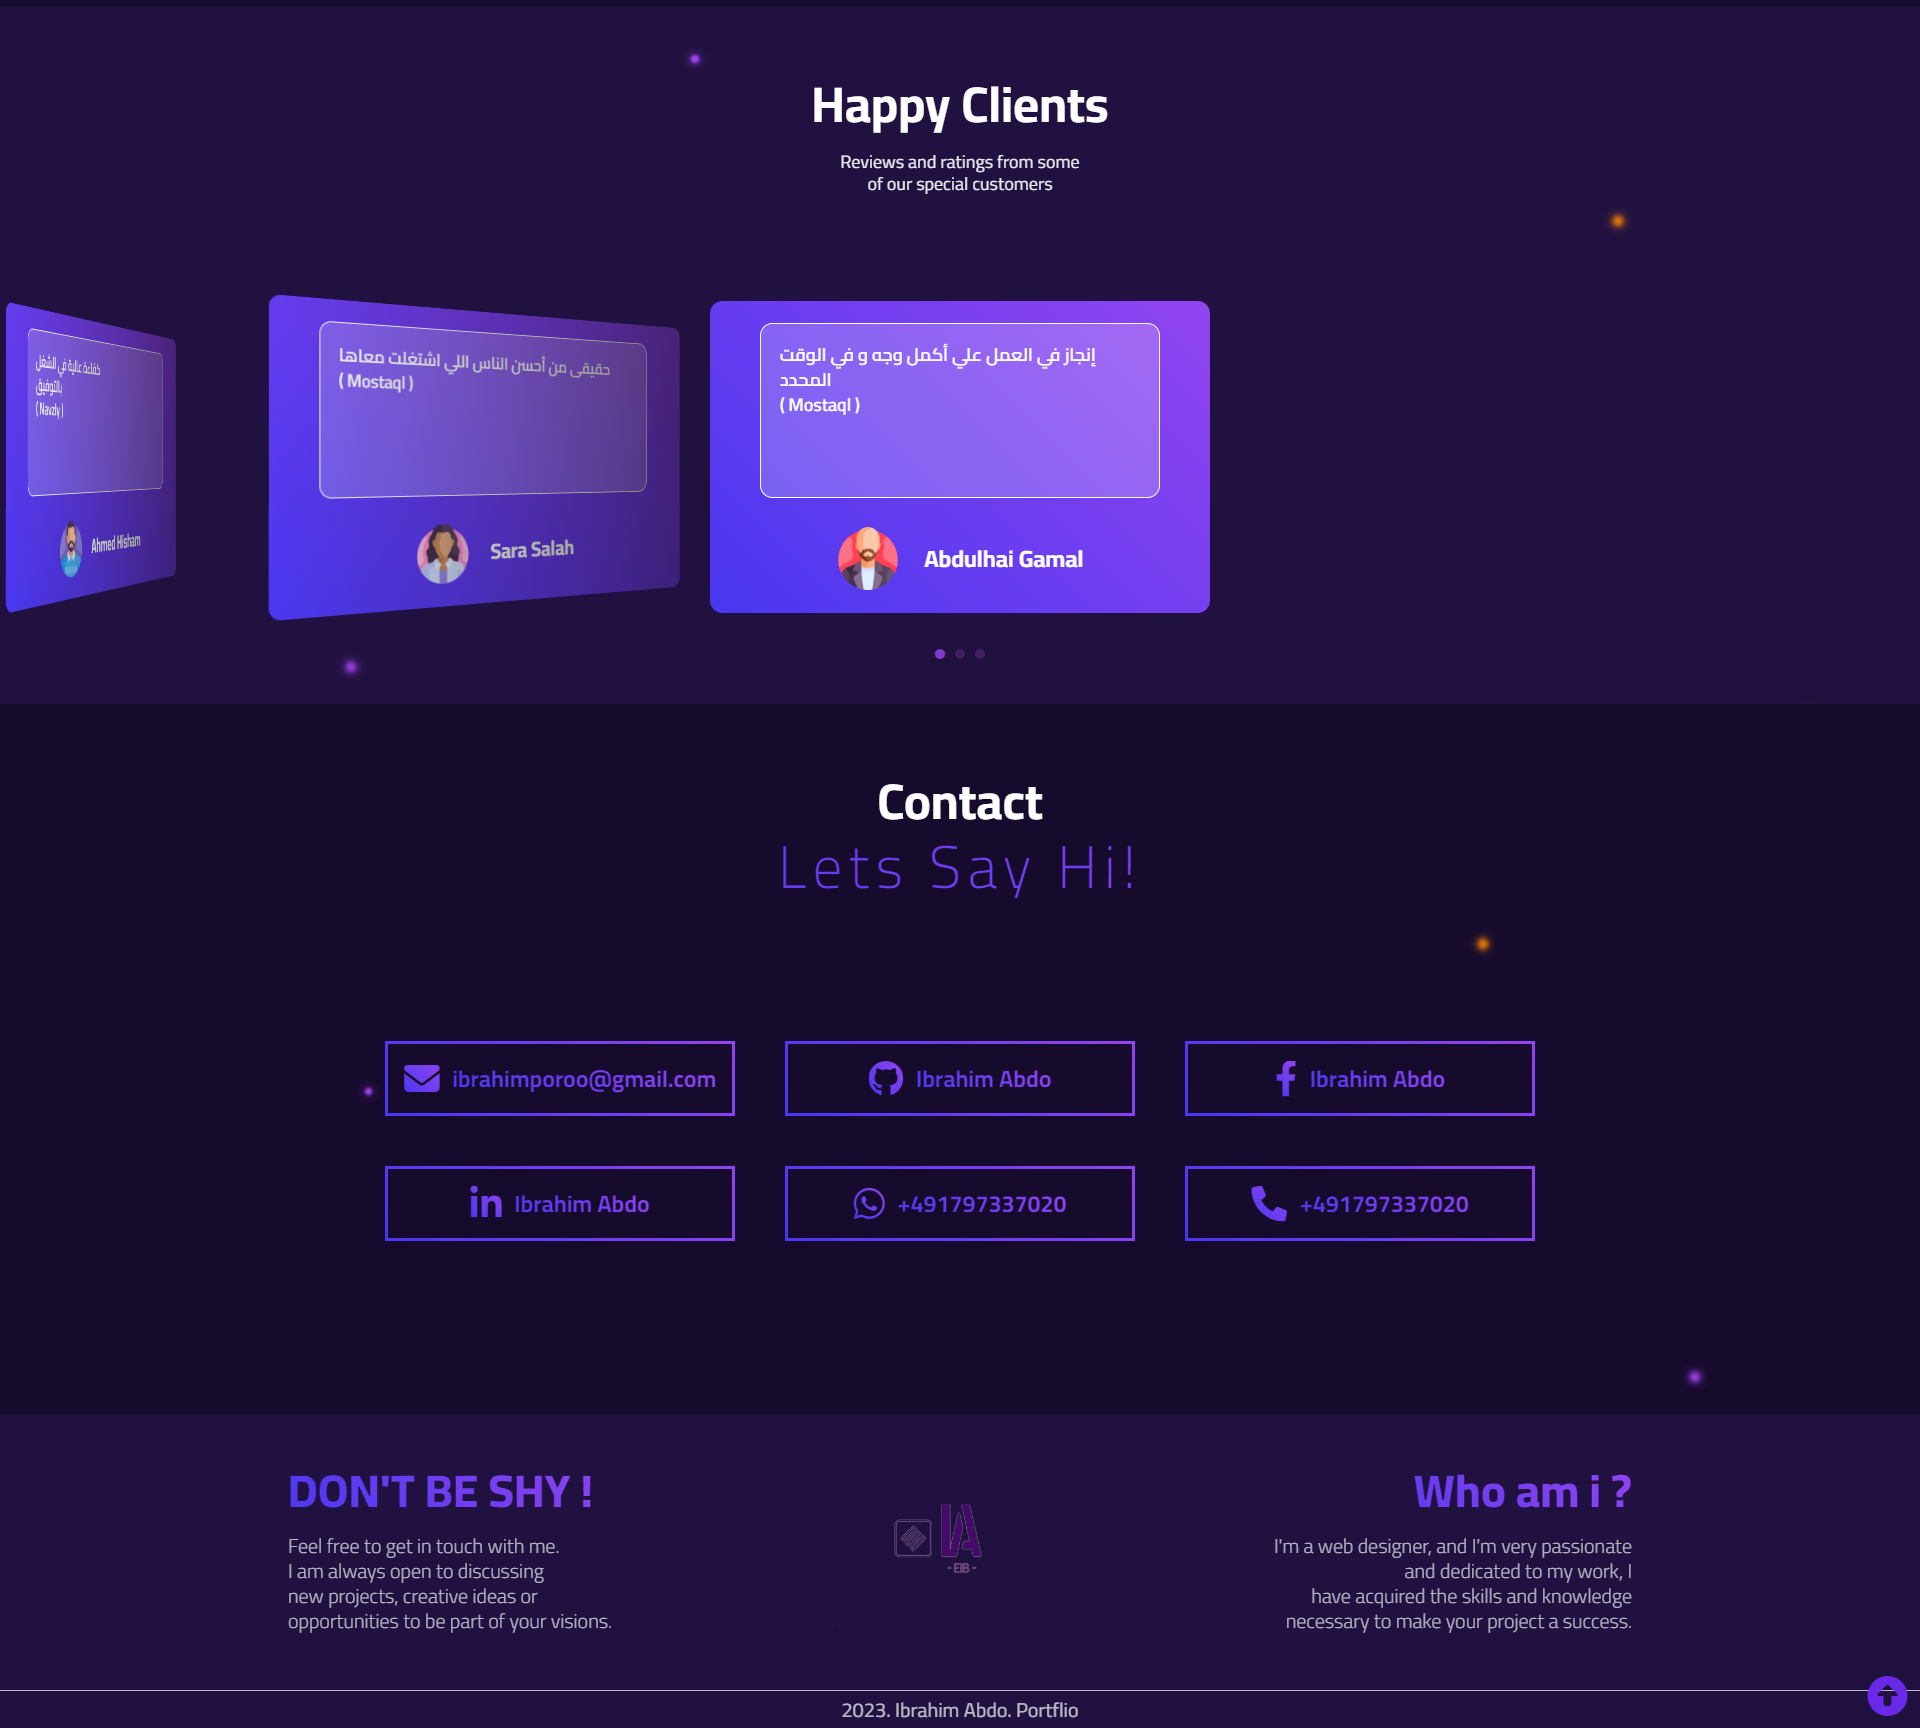 Happy Clients
Reviews and ratings from some
of our special customers
كفاءة عالية في الشغل
بالتوفيق
( Navzly )
Ahmed Hisham
حقيقى من أحسن الناس اللي اشتغلت معاها
( Mostaql )
Sara Salah
إنجاز في العمل علي أكمل وجه و في الوقت
المحدد
( Mostaql )
Abdulhai Gamal
Contact
Lets Say Hi!
ibrahimporoo@gmail.com
Ibrahim Abdo
Ibrahim Abdo
in Ibrahim Abdo
+491797337020
+491797337020
DON'T BE SHY !
Feel free to get in touch with me.
I am always open to discussing
new projects, creative ideas or
opportunities to be part of your visions.
IA
- EIB -
Who am i ?
I'm a web designer, and I'm very passionate
and dedicated to my work, I
have acquired the skills and knowledge
necessary to make your project a success.
2023. Ibrahim Abdo. Portflio